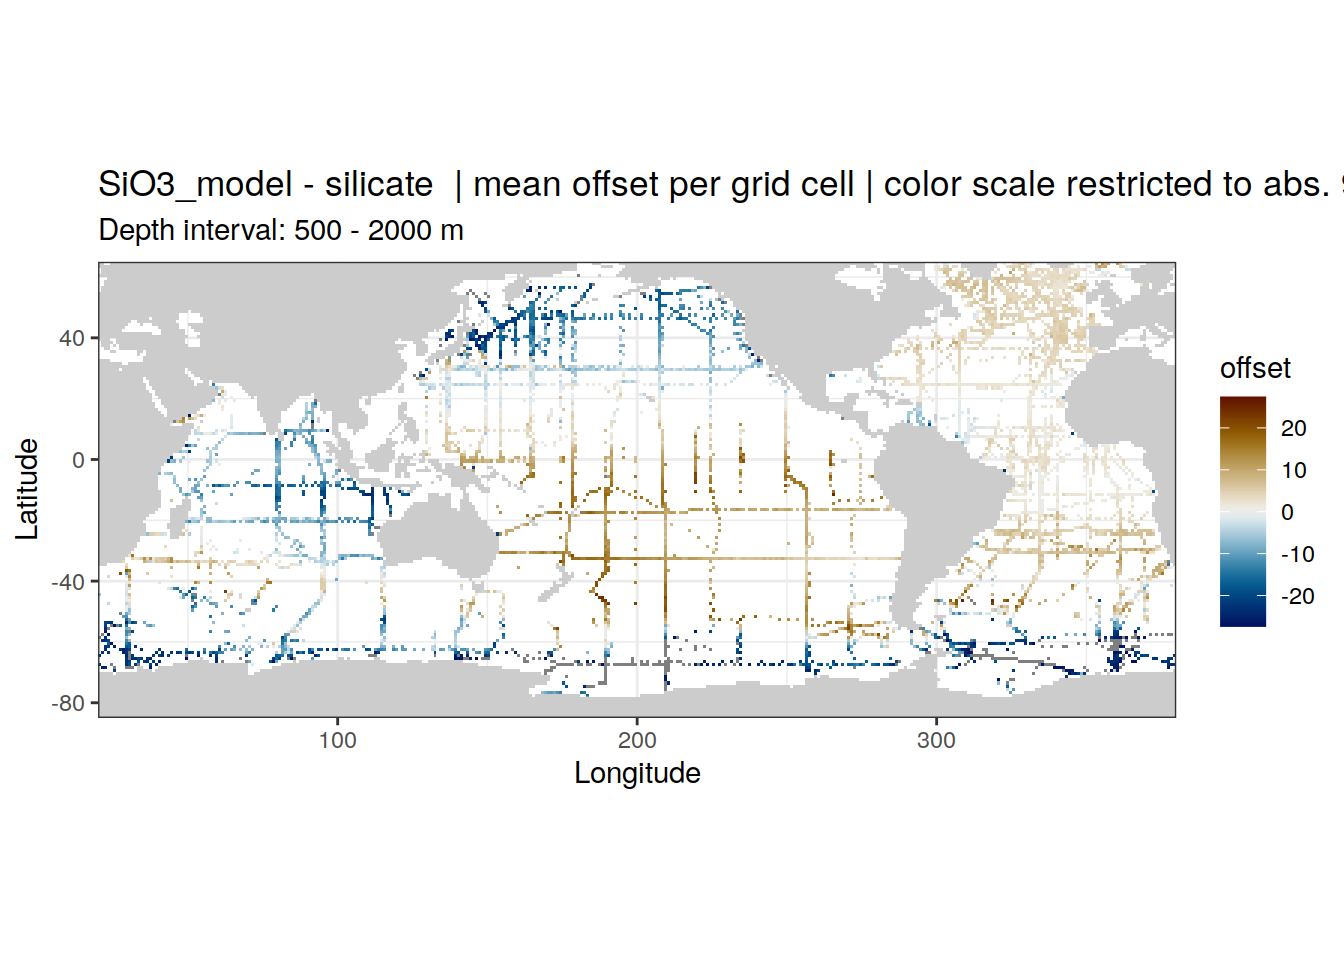 SiO3_model - silicate  | mean offset per grid cell | color scale restricted to abs.
Depth interval: 500 - 2000 m
offset
20
10
0
-10
-20
40
0
-40
-80
Latitude
100
200
300
Longitude